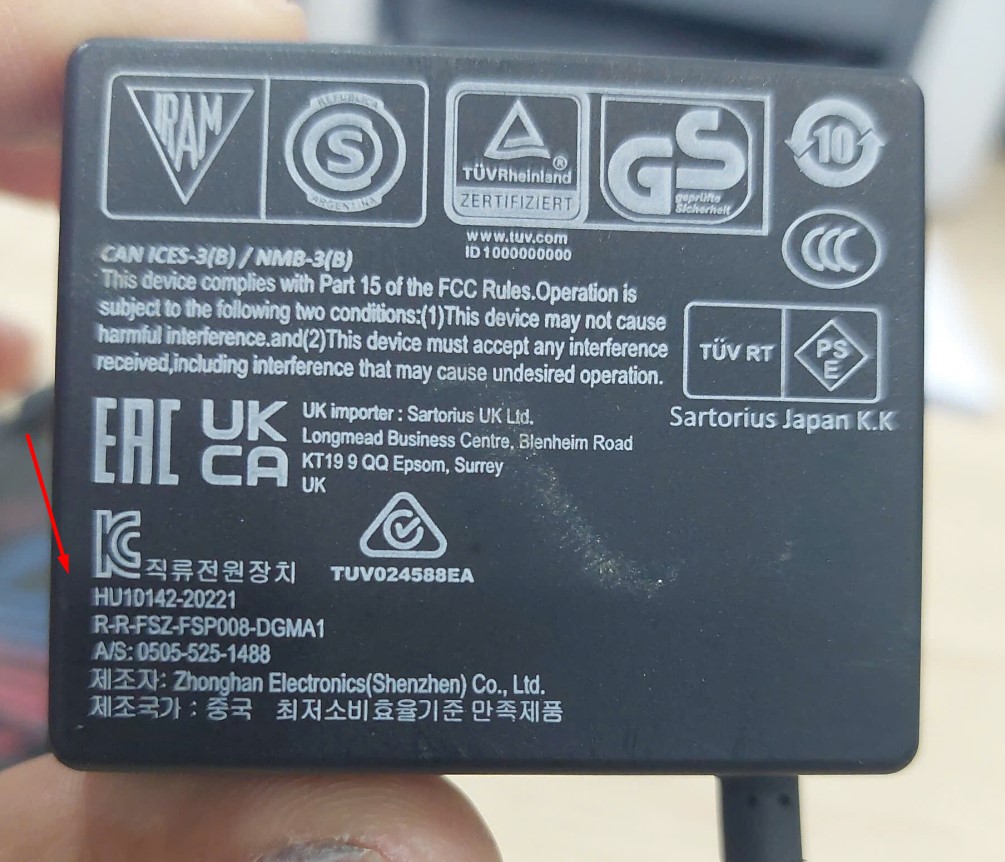 IRAM
REPUBLICA
S
ARGENTINA
TÜVRheinland®
ZERTIFIZIERT
GS
geprüfte
Sicherheit
10
www.tuv.com
ID 1000000000
CCC
CAN ICES-3(B) / NMB-3(B)
This device complies with Part 15 of the FCC Rules.Operation is
subject to the following two conditions:(1)This device may not cause
harmful interference.and(2)This device must accept any interference
received,including interference that may cause undesired operation.
TÜV RT
PS
E
Sartorius Japan K.K
EAC
UK
CA
UK importer : Sartorius UK Ltd.
Longmead Business Centre, Blenheim Road
KT19 9 QQ Epsom, Surrey
UK
KC
직류전원장치
TUV024588EA
HU10142-20221
R-R-FSZ-FSP008-DGMA1
A/S: 0505-525-1488
제조자: Zhonghan Electronics(Shenzhen) Co., Ltd.
제조국가 : 중국 최저소비효율기준 만족제품